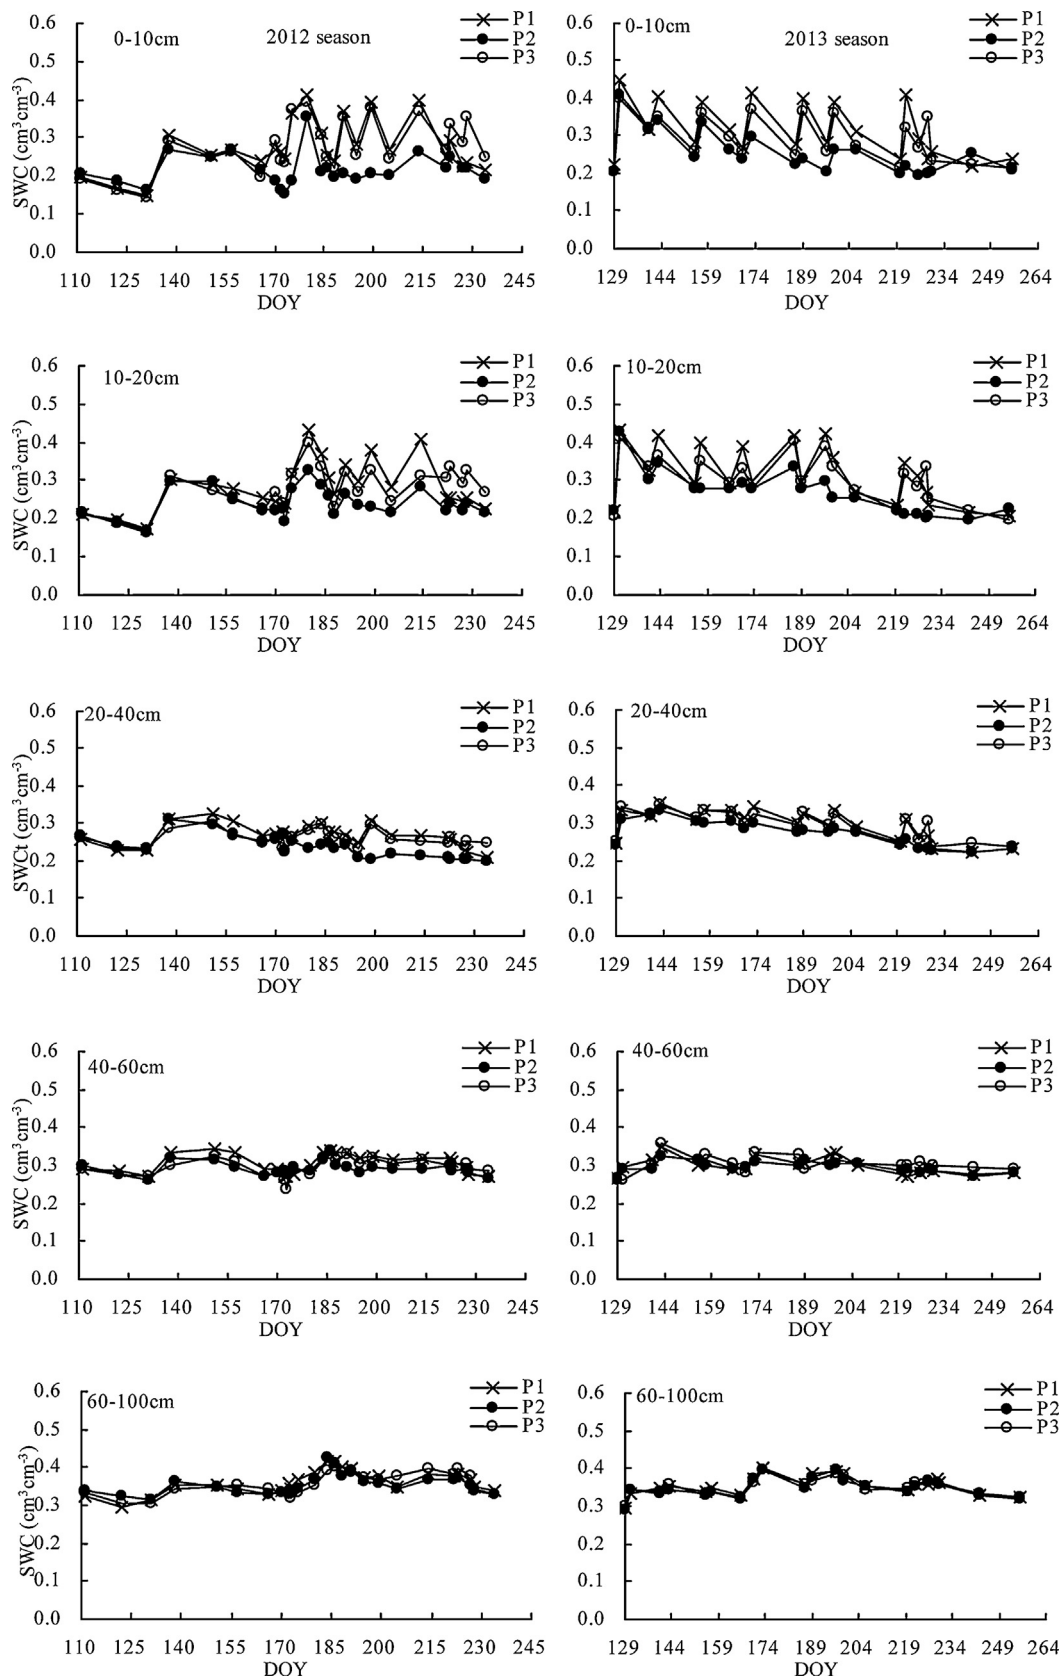 0-10cm
2012 season
P1
P2
P3
SWC (cm³cm⁻³)
0.6
0.5
0.4
0.3
0.2
0.1
0.0
110 125 140 155 170 185 200 215 230 245
DOY
0-10cm
2013 season
P1
P2
P3
0.6
0.5
0.4
0.3
0.2
0.1
0.0
129 144 159 174 189 204 219 234 249 264
DOY
10-20cm
P1
P2
P3
SWC (cm³cm⁻³)
0.6
0.5
0.4
0.3
0.2
0.1
0.0
110 125 140 155 170 185 200 215 230 245
DOY
10-20cm
P1
P2
P3
0.6
0.5
0.4
0.3
0.2
0.1
0.0
129 144 159 174 189 204 219 234 249 264
DOY
20-40cm
P1
P2
P3
SWCt (cm³cm⁻³)
0.6
0.5
0.4
0.3
0.2
0.1
0.0
110 125 140 155 170 185 200 215 230 245
DOY
20-40cm
P1
P2
P3
0.6
0.5
0.4
0.3
0.2
0.1
0.0
129 144 159 174 189 204 219 234 249 264
DOY
40-60cm
P1
P2
P3
SWC (cm³cm⁻³)
0.6
0.5
0.4
0.3
0.2
0.1
0.0
110 125 140 155 170 185 200 215 230 245
DOY
40-60cm
P1
P2
P3
0.6
0.5
0.4
0.3
0.2
0.1
0.0
129 144 159 174 189 204 219 234 249 264
DOY
60-100cm
P1
P2
P3
SWC (cm³cm⁻³)
0.6
0.5
0.4
0.3
0.2
0.1
0.0
110 125 140 155 170 185 200 215 230 245
DOY
60-100cm
P1
P2
P3
0.6
0.5
0.4
0.3
0.2
0.1
0.0
129 144 159 174 189 204 219 234 249 264
DOY